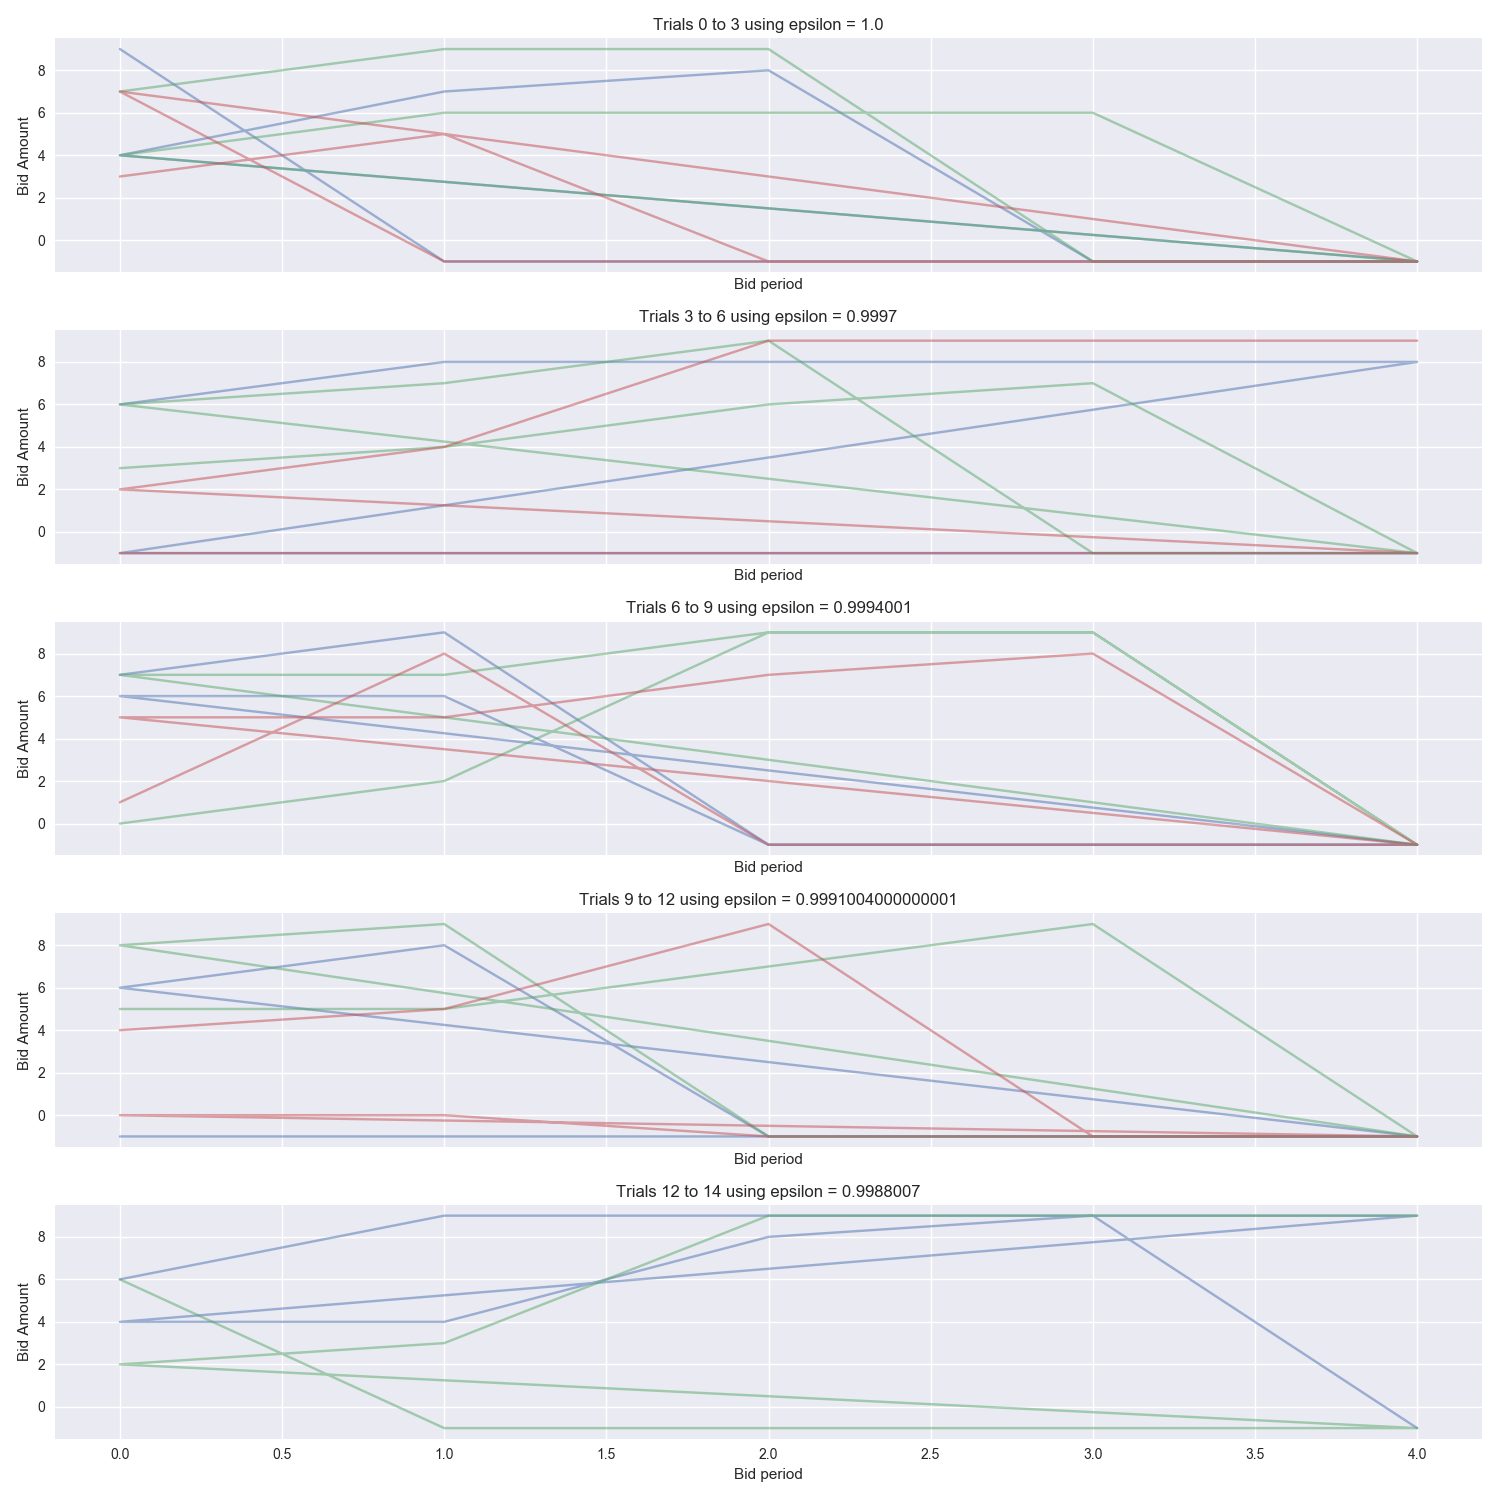 Trials 0 to 3 using epsilon = 1.0
8
6
4
2
0
Bid Amount
Bid period
Trials 3 to 6 using epsilon = 0.9997
8
6
4
2
0
Bid Amount
Bid period
Trials 6 to 9 using epsilon = 0.9994001
8
6
4
2
0
Bid Amount
Bid period
Trials 9 to 12 using epsilon = 0.9991004000000001
8
6
4
2
0
Bid Amount
Bid period
Trials 12 to 14 using epsilon = 0.9988007
8
6
4
2
0
Bid Amount
0.0 0.5 1.0 1.5 2.0 2.5 3.0 3.5 4.0
Bid period